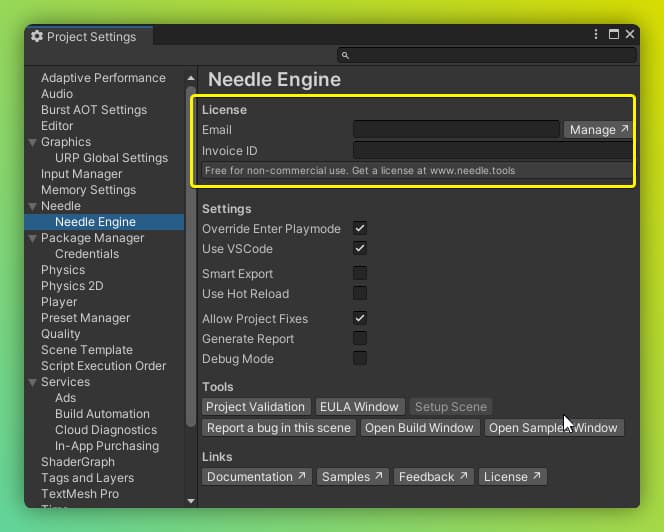 Project Settings
Adaptive Performance
Audio
Burst AOT Settings
Editor
Graphics
URP Global Settings
Input Manager
Memory Settings
Needle
Needle Engine
Package Manager
Credentials
Physics
Physics 2D
Player
Preset Manager
Quality
Scene Template
Script Execution Order
Services
Ads
Build Automation
Cloud Diagnostics
In-App Purchasing
ShaderGraph
Tags and Layers
TextMesh Pro
Time
Needle Engine
License
Email
Manage ↗
Invoice ID
Free for non-commercial use. Get a license at www.needle.tools
Settings
Override Enter Playmode
Use VSCode
Smart Export
Use Hot Reload
Allow Project Fixes
Generate Report
Debug Mode
Tools
Project Validation EULA Window Setup Scene
Report a bug in this scene Open Build Window Open Samples Window
Links
Documentation ↗ Samples ↗ Feedback ↗ License ↗